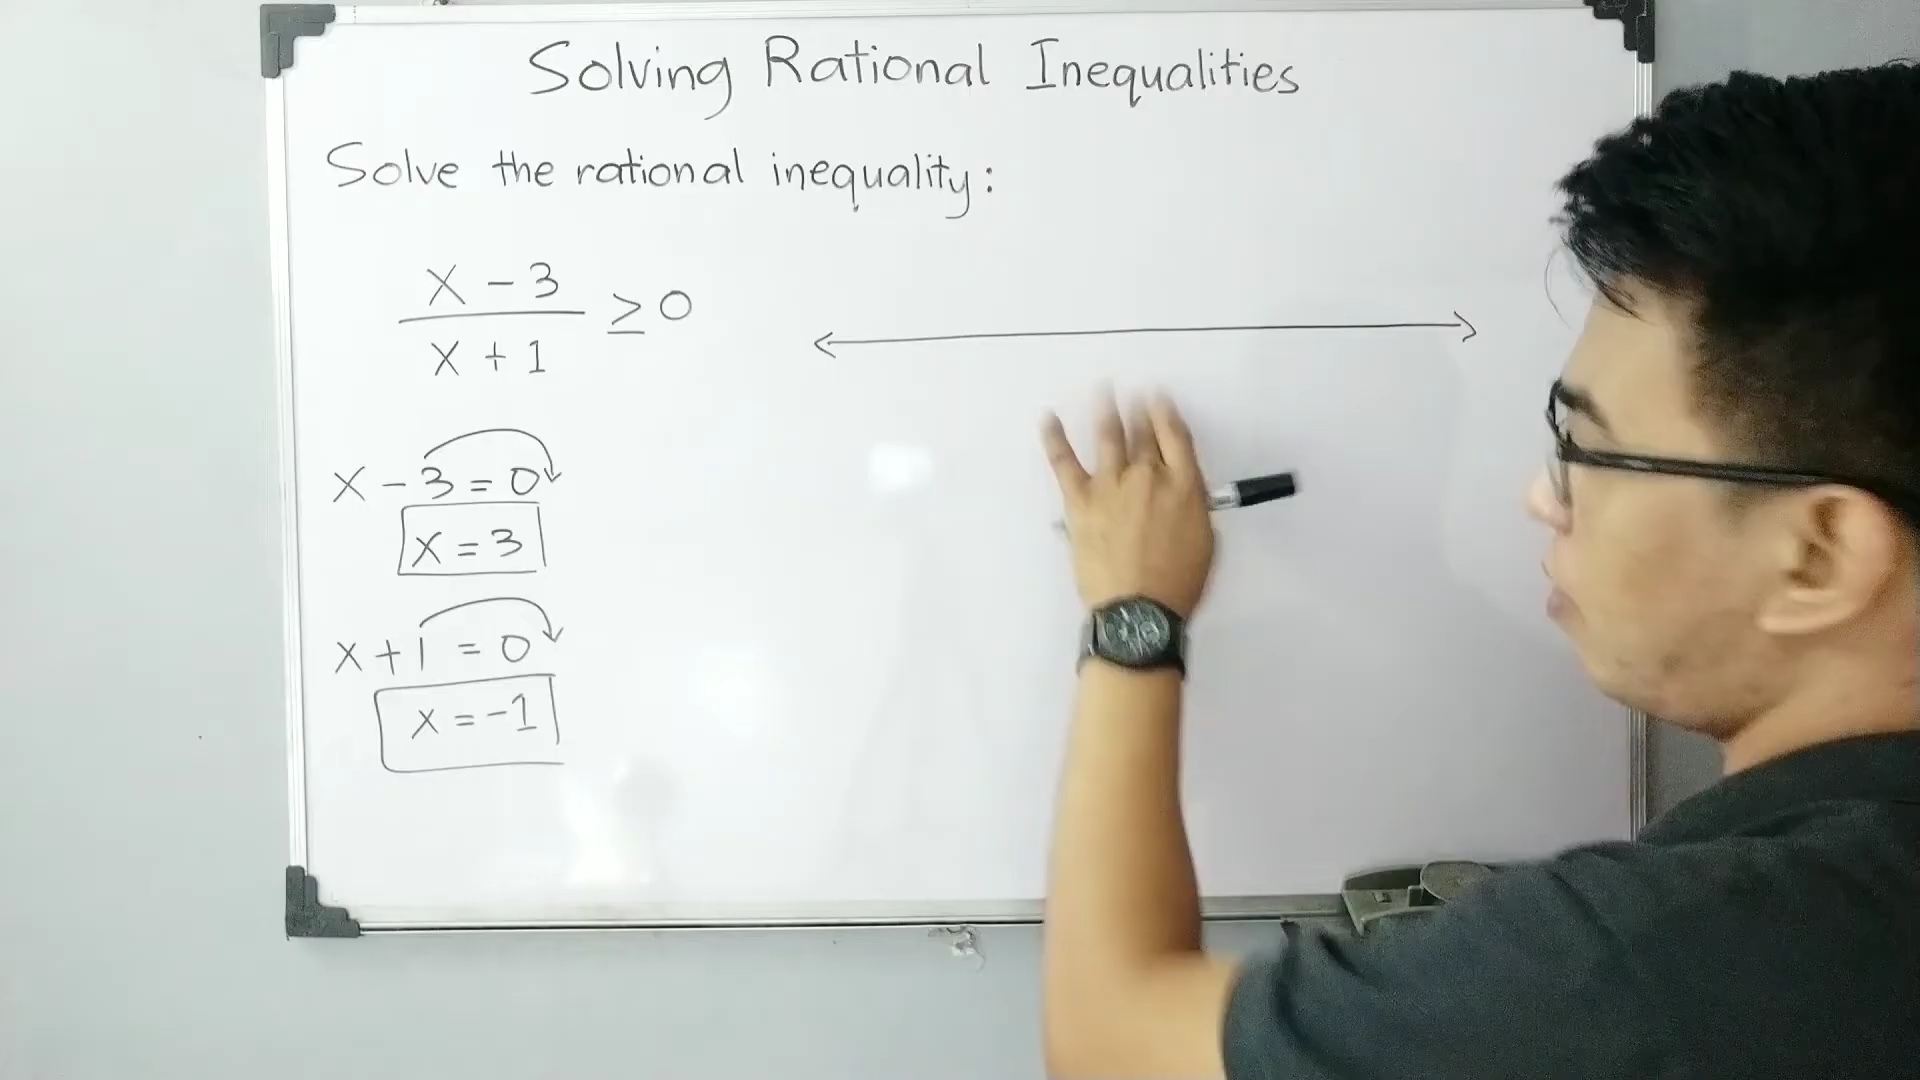 Solving Rational Inequalities
Solve the rational inequality:
x - 3
x + 1
≥ 0
x - 3 = 0
x = 3
x + 1 = 0
x = -1